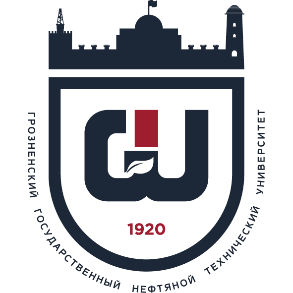 1920
ГРОЗНЕНСКИЙ ГОСУДАРСТВЕННЫЙ НЕФТЯНОЙ ТЕХНИЧЕСКИЙ УНИВЕРСИТЕТ